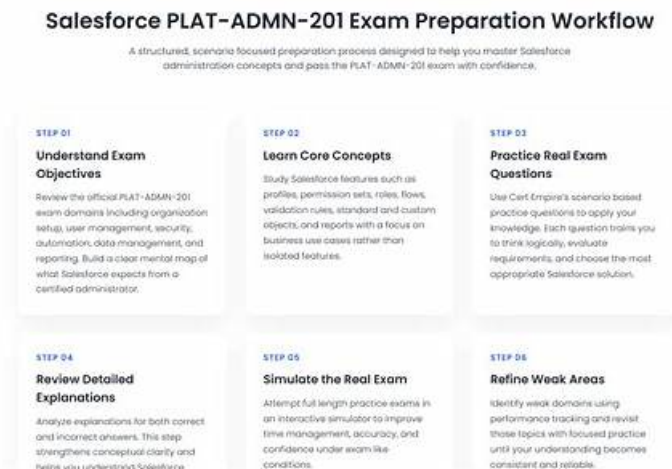 Salesforce PLAT-ADMN-201 Exam Preparation Workflow
A structured, scenario focused preparation process designed to help you master Salesforce
administration concepts and pass the PLAT-ADMN-201 exam with confidence.
STEP 01
Understand Exam
Objectives
Review the official PLAT-ADMN-201
exam domains including organization
setup, user management, security,
automation, data management, and
reporting. Build a clear mental map of
what Salesforce expects from a
certified administrator.
STEP 02
Learn Core Concepts
Study Salesforce features such as
profiles, permission sets, roles, flows,
validation rules, standard and custom
objects, and reports with a focus on
business use cases rather than
isolated features.
STEP 03
Practice Real Exam
Questions
Use Cert Empire's scenario based
practice questions to apply your
knowledge. Each question trains you
to think logically, evaluate
requirements, and choose the most
appropriate Salesforce solution.
STEP 04
Review Detailed
Explanations
Analyze explanations for both correct
and incorrect answers. This step
strengthens conceptual clarity and
helps you understand Salesforce
STEP 05
Simulate the Real Exam
Attempt full length practice exams in
an interactive simulator to improve
time management, accuracy, and
confidence under exam like
conditions.
STEP 06
Refine Weak Areas
Identify weak domains using
performance tracking and revisit
those topics with focused practice
until your understanding becomes
consistent and reliable.